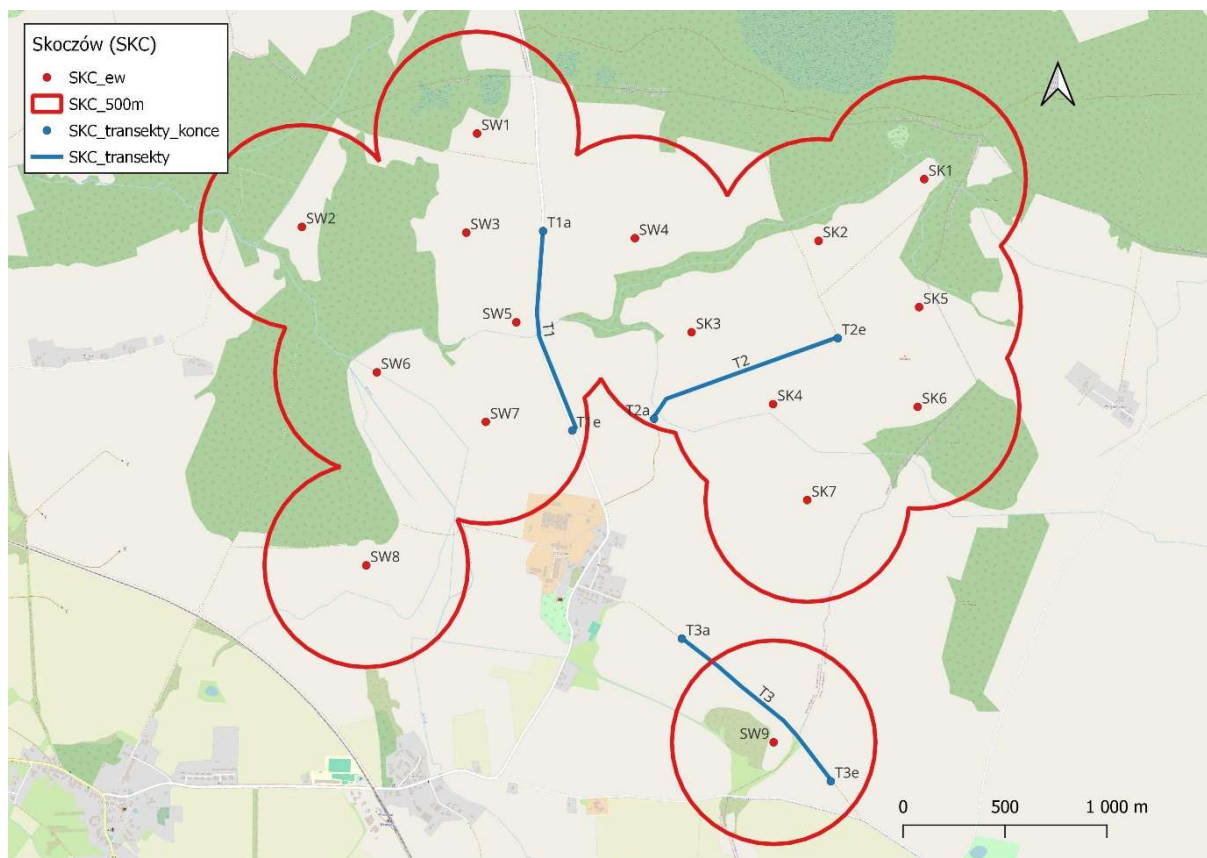 Skoczów (SKC)
SKC_ew
SKC_500m
SKC_transekty_konce
SKC_transekty
SW1
SK1
SW2
T1a
SW3
SW4
SK2
SK5
SW5
T1
SK3
T2e
T2
SW6
SK4
SK6
T2a
SW7
T1e
SK7
SW8
T3a
T3
SW9
T3e
0 500 1 000 m